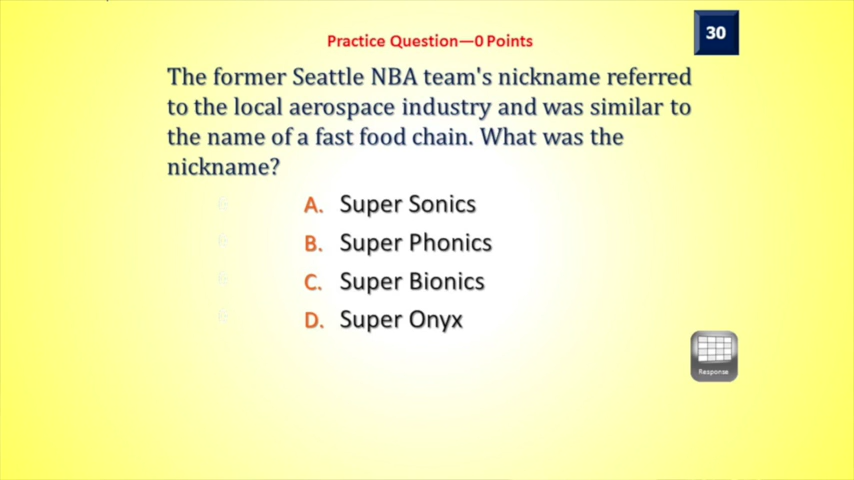 30
Practice Question—0 Points
The former Seattle NBA team's nickname referred
to the local aerospace industry and was similar to
the name of a fast food chain. What was the
nickname?
A. Super Sonics
B. Super Phonics
C. Super Bionics
D. Super Onyx
Response